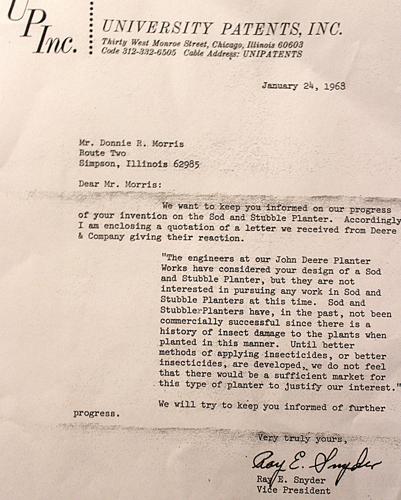 UP Inc.
UNIVERSITY PATENTS, INC.
Thirty West Monroe Street, Chicago, Illinois 60603
Code 312-332-6505 Cable Address: UNIPATENTS
January 24, 1968
Mr. Donnie R. Morris
Route Two
Simpson, Illinois 62985
Dear Mr. Morris:
We want to keep you informed on our progress
of your invention on the Sod and Stubble Planter. Accordingly
I am enclosing a quotation of a letter we received from Deere
& Company giving their reaction.
"The engineers at our John Deere Planter
Works have considered your design of a Sod
and Stubble Planter, but they are not
interested in pursuing any work in Sod and
Stubble Planters at this time. Sod and
Stubble Planters have, in the past, not been
commercially successful since there is a
history of insect damage to the plants when
planted in this manner. Until better
methods of applying insecticides, or better
insecticides, are developed, we do not feel
that there would be a sufficient market for
this type of planter to justify our interest."
We will try to keep you informed of further
progress.
Very truly yours,
Ray E. Snyder
Ray E. Snyder
Vice President